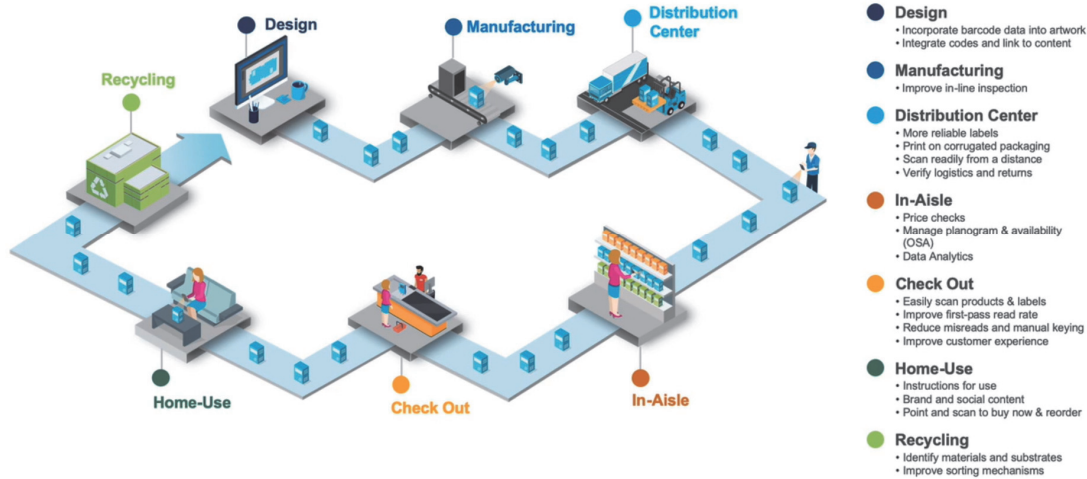 Design
Manufacturing
Distribution
Center
Recycling
Home-Use
Check Out
In-Aisle
Design
• Incorporate barcode data into artwork
• Integrate codes and link to content
Manufacturing
• Improve in-line inspection
Distribution Center
• More reliable labels
• Print on corrugated packaging
• Scan readily from a distance
• Verify logistics and returns
In-Aisle
• Price checks
• Manage planogram & availability
(OSA)
• Data Analytics
Check Out
• Easily scan products & labels
• Improve first-pass read rate
• Reduce misreads and manual keying
• Improve customer experience
Home-Use
• Instructions for use
• Brand and social content
• Point and scan to buy now & reorder
Recycling
• Identify materials and substrates
• Improve sorting mechanisms